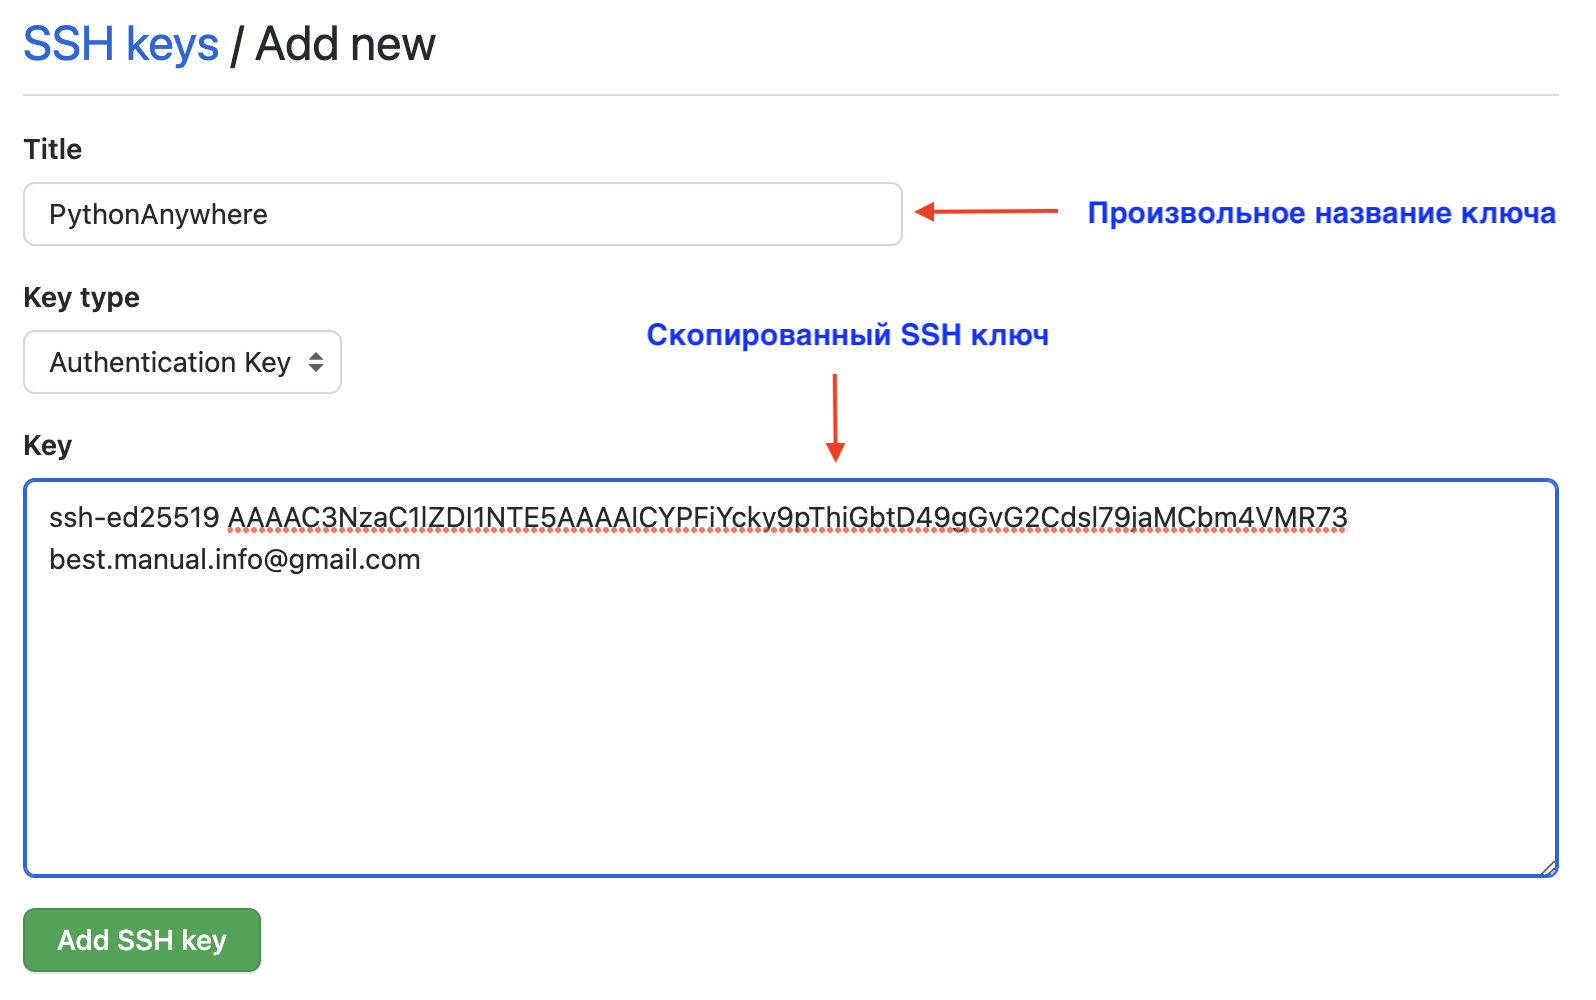 SSH keys / Add new
Title
PythonAnywhere
Произвольное название ключа
Key type
Authentication Key
Скопированный SSH ключ
Key
ssh-ed25519 AAAAC3NzaC1lZDI1NTE5AAAAICYPFiYcky9pThiGbtD49gGvG2CdsI79jaMCbm4VMR73
best.manual.info@gmail.com
Add SSH key